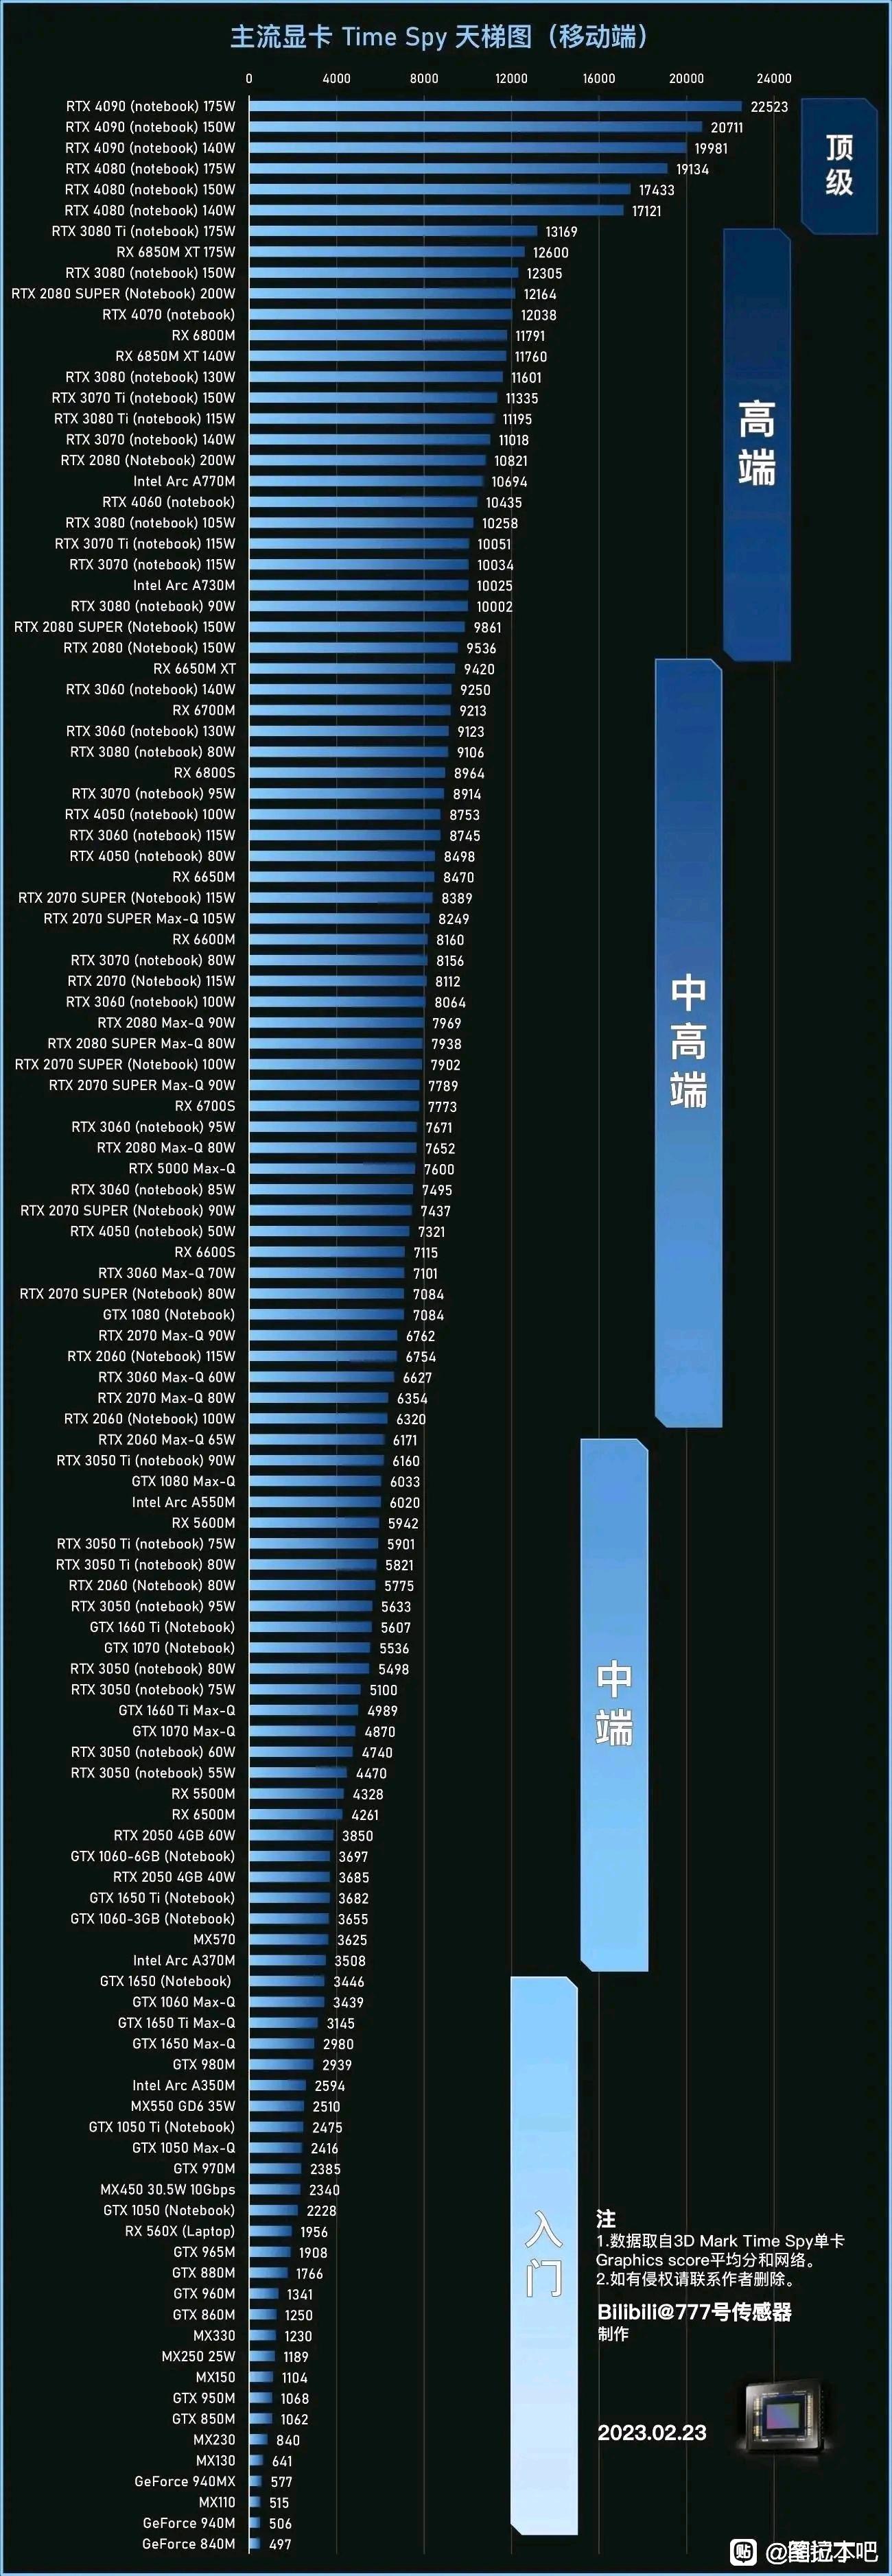 主流显卡 Time Spy 天梯图（移动端）
0 4000 8000 12000 16000 20000 24000
RTX 4090 (notebook) 175W 22523
RTX 4090 (notebook) 150W 20711
RTX 4090 (notebook) 140W 19981
RTX 4080 (notebook) 175W 19134
RTX 4080 (notebook) 150W 17433
RTX 4080 (notebook) 140W 17121
顶级
RTX 3080 Ti (notebook) 175W 13169
RX 6850M XT 175W 12600
RTX 3080 (notebook) 150W 12305
RTX 2080 SUPER (Notebook) 200W 12164
RTX 4070 (notebook) 12038
RX 6800M 11791
RX 6850M XT 140W 11760
RTX 3080 (notebook) 130W 11601
RTX 3070 Ti (notebook) 150W 11335
RTX 3080 Ti (notebook) 115W 11195
RTX 3070 (notebook) 140W 11018
RTX 2080 (Notebook) 200W 10821
Intel Arc A770M 10694
RTX 4060 (notebook) 10435
RTX 3080 (notebook) 105W 10258
RTX 3070 Ti (notebook) 115W 10051
RTX 3070 (notebook) 115W 10034
Intel Arc A730M 10025
RTX 3080 (notebook) 90W 10002
RTX 2080 SUPER (Notebook) 150W 9861
RTX 2080 (Notebook) 150W 9536
高端
RX 6650M XT 9420
RTX 3060 (notebook) 140W 9250
RX 6700M 9213
RTX 3060 (notebook) 130W 9123
RTX 3080 (notebook) 80W 9106
RX 6800S 8964
RTX 3070 (notebook) 95W 8914
RTX 4050 (notebook) 100W 8753
RTX 3060 (notebook) 115W 8745
RTX 4050 (notebook) 80W 8498
RX 6650M 8470
RTX 2070 SUPER (Notebook) 115W 8389
RTX 2070 SUPER Max-Q 105W 8249
RX 6600M 8160
RTX 3070 (notebook) 80W 8156
RTX 2070 (Notebook) 115W 8112
RTX 3060 (notebook) 100W 8064
RTX 2080 Max-Q 90W 7969
RTX 2080 SUPER Max-Q 80W 7938
RTX 2070 SUPER (Notebook) 100W 7902
RTX 2070 SUPER Max-Q 90W 7789
RX 6700S 7773
RTX 3060 (notebook) 95W 7671
RTX 2080 Max-Q 80W 7652
RTX 5000 Max-Q 7600
RTX 3060 (notebook) 85W 7495
RTX 2070 SUPER (Notebook) 90W 7437
RTX 4050 (notebook) 50W 7321
RX 6600S 7115
RTX 3060 Max-Q 70W 7101
RTX 2070 SUPER (Notebook) 80W 7084
GTX 1080 (Notebook) 7084
RTX 2070 Max-Q 90W 6762
RTX 2060 (Notebook) 115W 6754
RTX 3060 Max-Q 60W 6627
RTX 2070 Max-Q 80W 6354
RTX 2060 (Notebook) 100W 6320
中高端
RTX 2060 Max-Q 65W 6171
RTX 3050 Ti (notebook) 90W 6160
GTX 1080 Max-Q 6033
Intel Arc A550M 6020
RX 5600M 5942
RTX 3050 Ti (notebook) 75W 5901
RTX 3050 Ti (notebook) 80W 5821
RTX 2060 (Notebook) 80W 5775
RTX 3050 (notebook) 95W 5633
GTX 1660 Ti (Notebook) 5607
GTX 1070 (Notebook) 5536
RTX 3050 (notebook) 80W 5498
RTX 3050 (notebook) 75W 5100
GTX 1660 Ti Max-Q 4989
GTX 1070 Max-Q 4870
RTX 3050 (notebook) 60W 4740
RTX 3050 (notebook) 55W 4470
RX 5500M 4328
RX 6500M 4261
RTX 2050 4GB 60W 3850
GTX 1060-6GB (Notebook) 3697
RTX 2050 4GB 40W 3685
GTX 1650 Ti (Notebook) 3682
GTX 1060-3GB (Notebook) 3655
MX570 3625
Intel Arc A370M 3508
中端
GTX 1650 (Notebook) 3446
GTX 1060 Max-Q 3439
GTX 1650 Ti Max-Q 3145
GTX 1650 Max-Q 2980
GTX 980M 2939
Intel Arc A350M 2594
MX550 GD6 35W 2510
GTX 1050 Ti (Notebook) 2475
GTX 1050 Max-Q 2416
GTX 970M 2385
MX450 30.5W 10Gbps 2340
GTX 1050 (Notebook) 2228
RX 560X (Laptop) 1956
GTX 965M 1908
GTX 880M 1766
GTX 960M 1341
GTX 860M 1250
MX330 1230
MX250 25W 1189
MX150 1104
GTX 950M 1068
GTX 850M 1062
MX230 840
MX130 641
GeForce 940MX 577
MX110 515
GeForce 940M 506
GeForce 840M 497
入门
注
1.数据取自3D Mark Time Spy单卡
Graphics score平均分和网络。
2.如有侵权请联系作者删除。
Bilibili@777号传感器
制作
2023.02.23
贴 @本吧